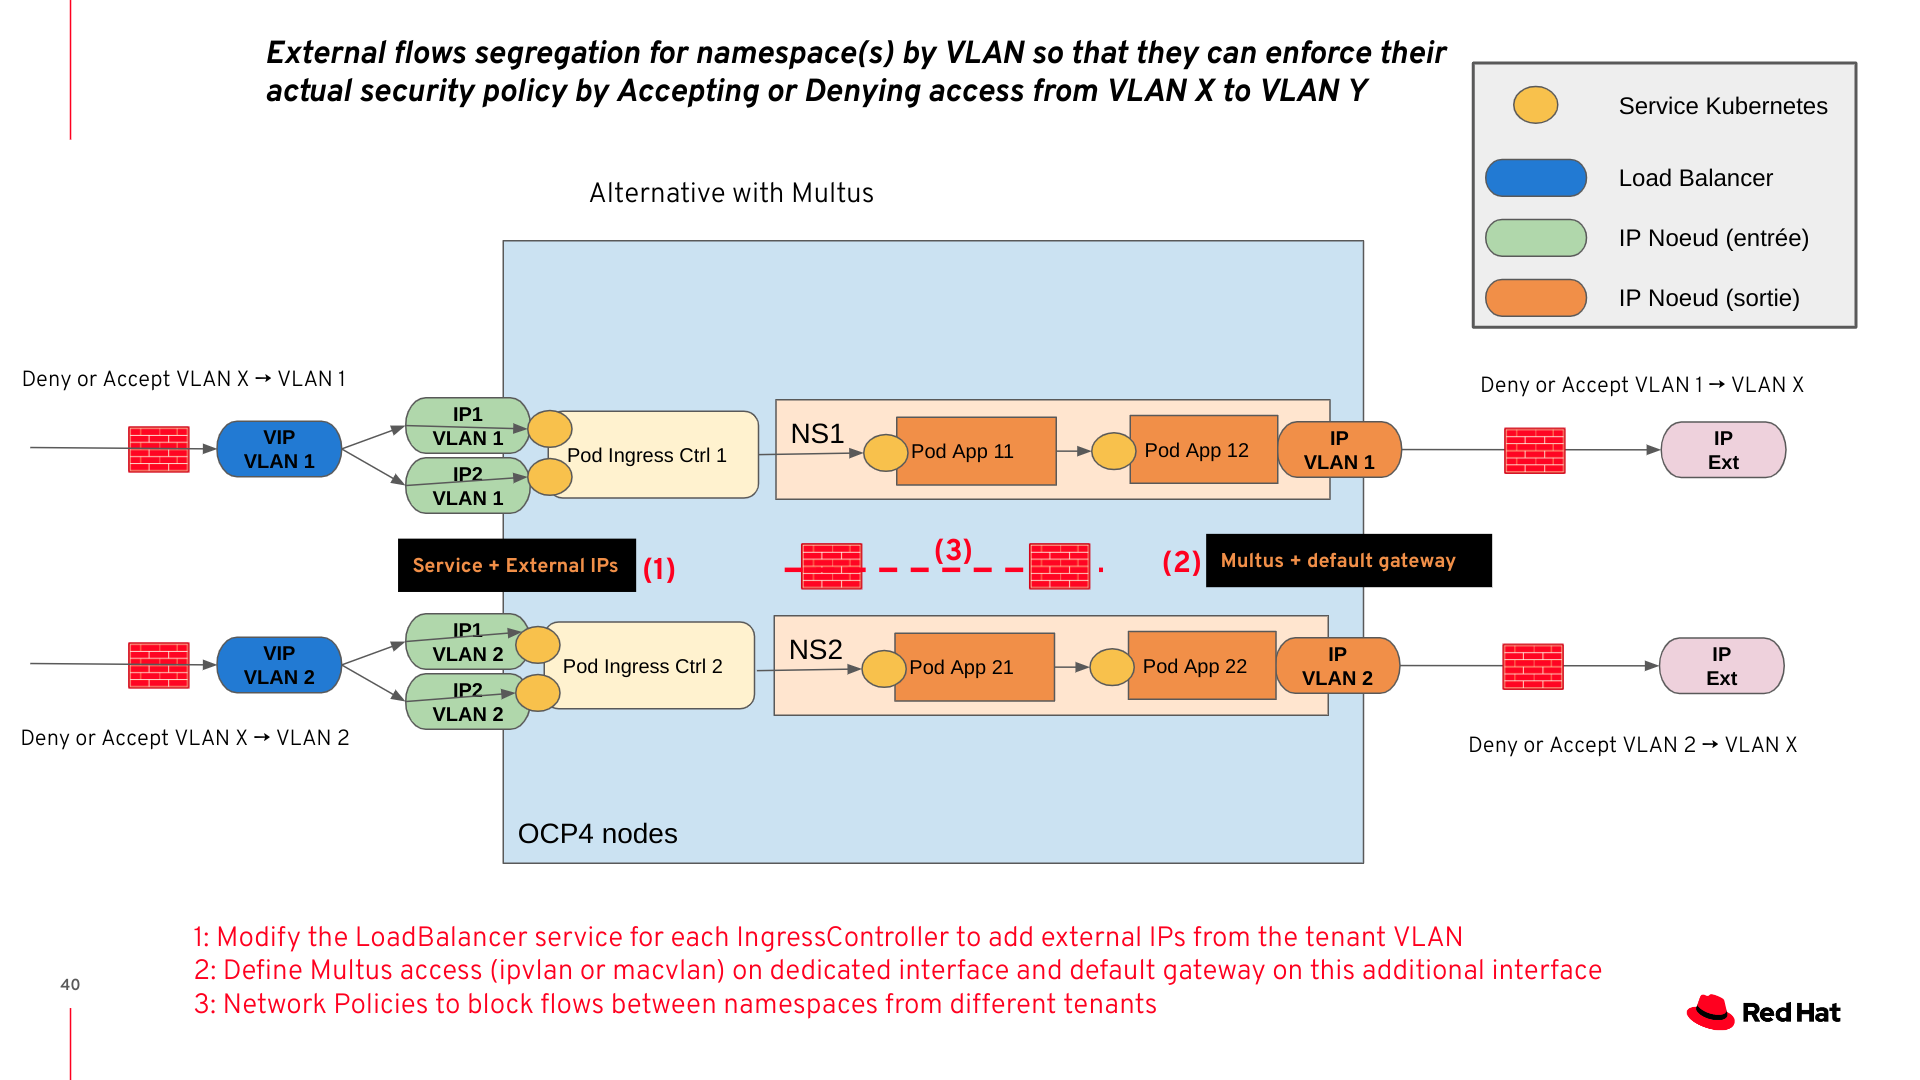 External flows segregation for namespace(s) by VLAN so that they can enforce their
actual security policy by Accepting or Denying access from VLAN X to VLAN Y
Service Kubernetes
Load Balancer
IP Noeud (entrée)
IP Noeud (sortie)
Alternative with Multus
Deny or Accept VLAN X → VLAN 1
Deny or Accept VLAN 1 → VLAN X
VIP
VLAN 1
IP1
VLAN 1
IP2
VLAN 1
Pod Ingress Ctrl 1
NS1
Pod App 11
Pod App 12
IP
VLAN 1
IP
Ext
Service + External IPs
(1)
(3)
(2)
Multus + default gateway
VIP
VLAN 2
IP1
VLAN 2
IP2
VLAN 2
Pod Ingress Ctrl 2
NS2
Pod App 21
Pod App 22
IP
VLAN 2
IP
Ext
Deny or Accept VLAN X → VLAN 2
Deny or Accept VLAN 2 → VLAN X
OCP4 nodes
1: Modify the LoadBalancer service for each IngressController to add external IPs from the tenant VLAN
2: Define Multus access (ipvlan or macvlan) on dedicated interface and default gateway on this additional interface
3: Network Policies to block flows between namespaces from different tenants
40
Red Hat